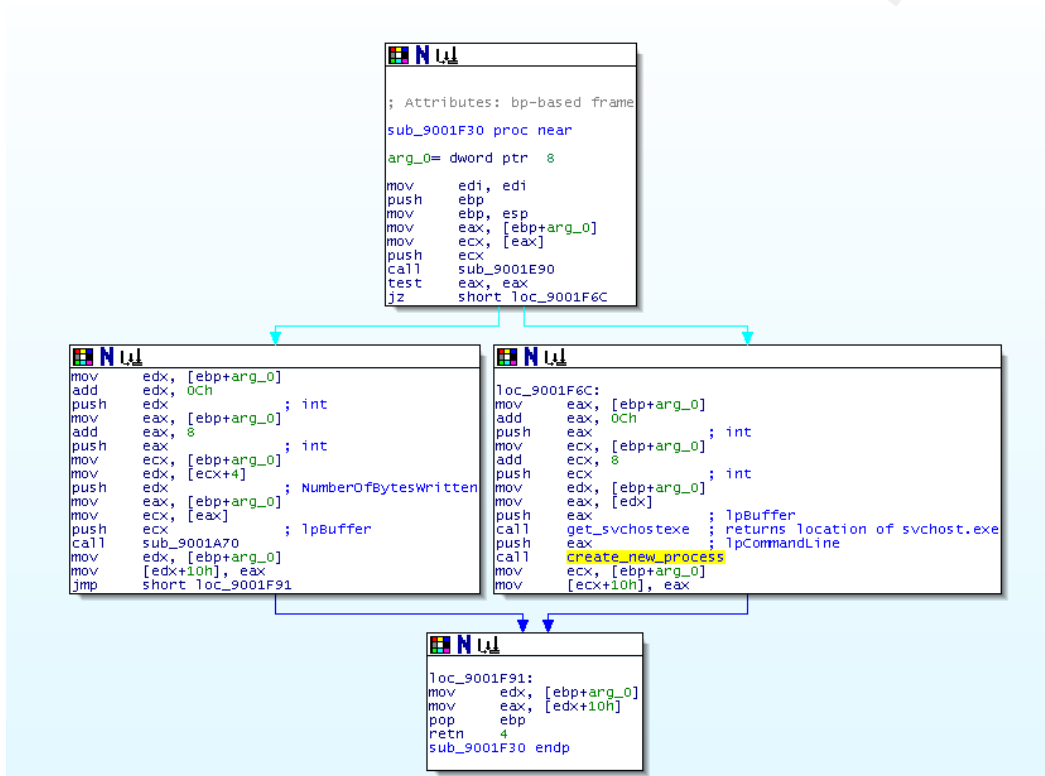 ; Attributes: bp-based frame
sub_9001F30 proc near
arg_0= dword ptr  8
mov     edi, edi
push    ebp
mov     ebp, esp
mov     eax, [ebp+arg_0]
mov     ecx, [eax]
push    ecx
call    sub_9001E90
test    eax, eax
jz      short loc_9001F6C
mov     edx, [ebp+arg_0]
add     edx, 0Ch
push    edx             ; int
mov     eax, [ebp+arg_0]
add     eax, 8
push    eax             ; int
mov     ecx, [ebp+arg_0]
mov     edx, [ecx+4]
push    edx             ; NumberOfBytesWritten
mov     eax, [ebp+arg_0]
mov     ecx, [eax]
push    ecx             ; lpBuffer
call    sub_9001A70
mov     edx, [ebp+arg_0]
mov     [edx+10h], eax
jmp     short loc_9001F91
loc_9001F6C:
mov     eax, [ebp+arg_0]
add     eax, 0Ch
push    eax             ; int
mov     ecx, [ebp+arg_0]
add     ecx, 8
push    ecx             ; int
mov     edx, [ebp+arg_0]
mov     eax, [edx]
push    eax             ; lpBuffer
call    get_svchostexe  ; returns location of svchost.exe
push    eax             ; lpCommandLine
call    create_new_process
mov     ecx, [ebp+arg_0]
mov     [ecx+10h], eax
loc_9001F91:
mov     edx, [ebp+arg_0]
mov     eax, [edx+10h]
pop     ebp
retn    4
sub_9001F30 endp